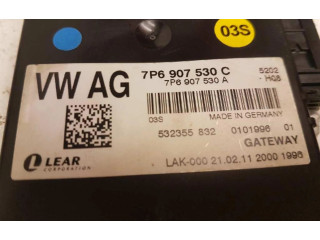 03S
VW AG
7P6 907 530 C
7P6 907 530 A
5202
HQ8
03S
MADE IN GERMANY
532355 832
0101996 01
GATEWAY
LEAR
CORPORATION
LAK-000 21.02.11 2000 1996